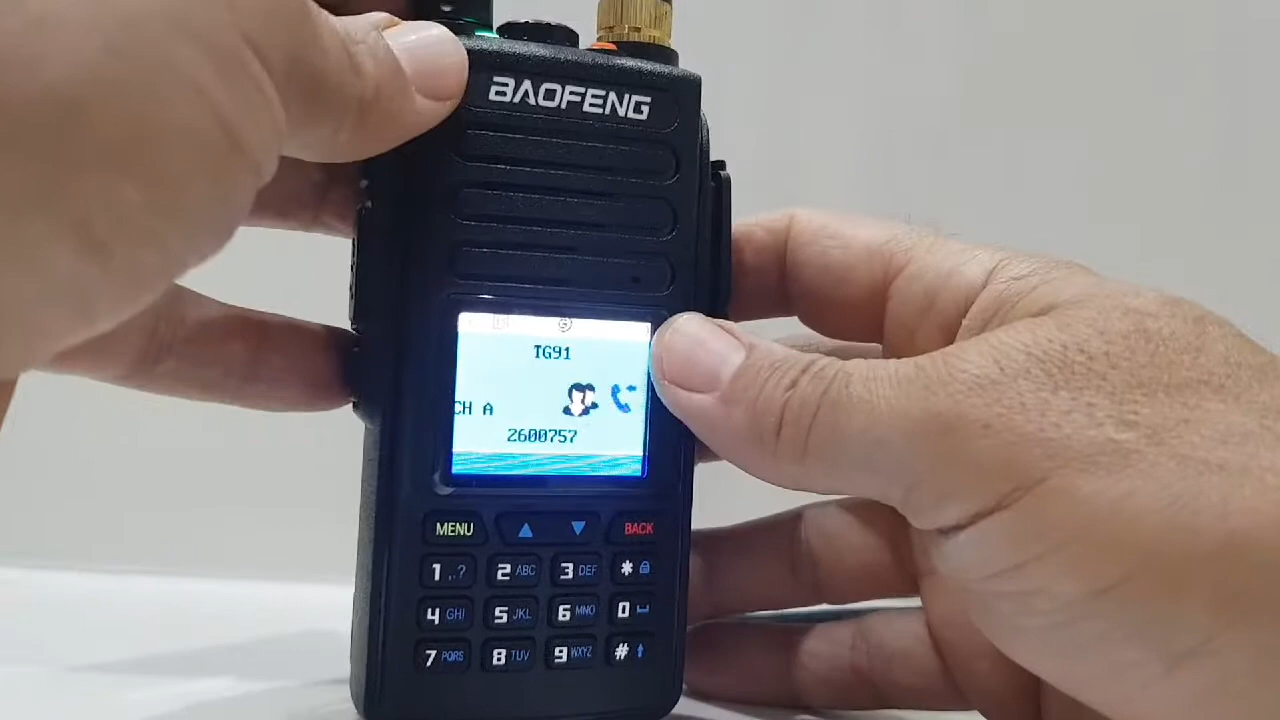 BAOFENG
TG91
CH A
2600757
MENU ▲ ▼ BACK
1 ,.? 2 ABC 3 DEF *
4 GHI 5 JKL 6 MNO 0
7 PQRS 8 TUV 9 WXYZ #